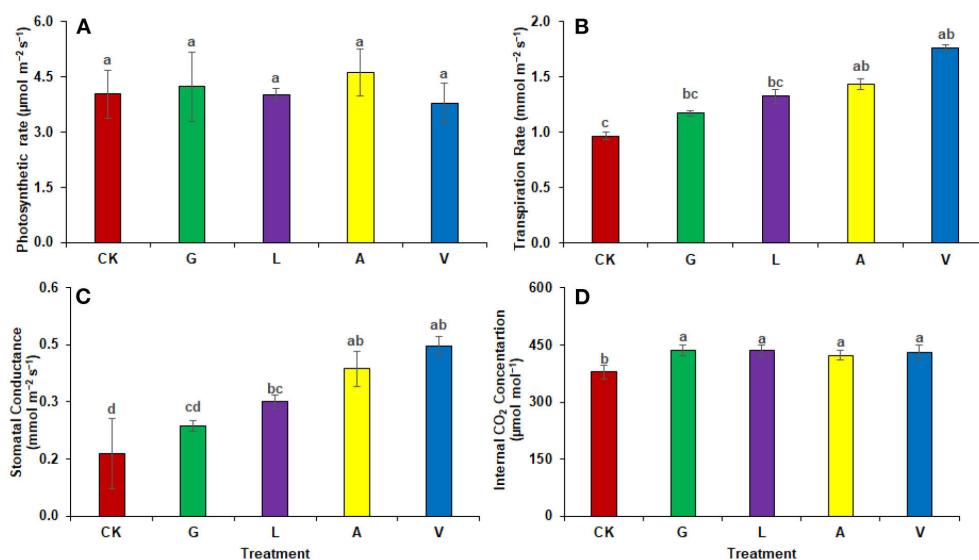 A
Photosynthetic rate (µmol m⁻² s⁻¹)
6.0
4.5
3.0
1.5
0.0
a
a
a
a
a
CK G L A V
B
Transpiration Rate (mmol m⁻² s⁻¹)
2.0
1.5
1.0
0.5
0.0
c
bc
bc
ab
ab
CK G L A V
C
Stomatal Conductance
(mmol m⁻² s⁻¹)
0.6
0.5
0.3
0.2
0.0
d
cd
bc
ab
ab
CK G L A V
Treatment
D
Internal CO₂ Concentartion
(µmol mol⁻¹)
600
450
300
150
0
b
a
a
a
a
CK G L A V
Treatment